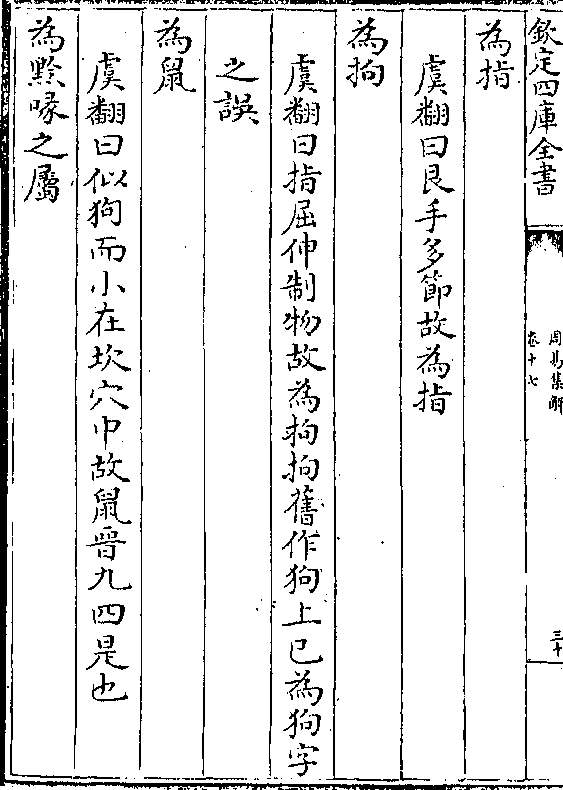 欽定四庫全書
周易集解
卷十七
三十
為指
虞翻曰艮手多節故為指
為拘
虞翻曰指屈伸制物故為拘拘舊作狗上已為狗字
之誤
為鼠
虞翻曰似狗而小在坎穴中故鼠晉九四是也
為黔喙之屬